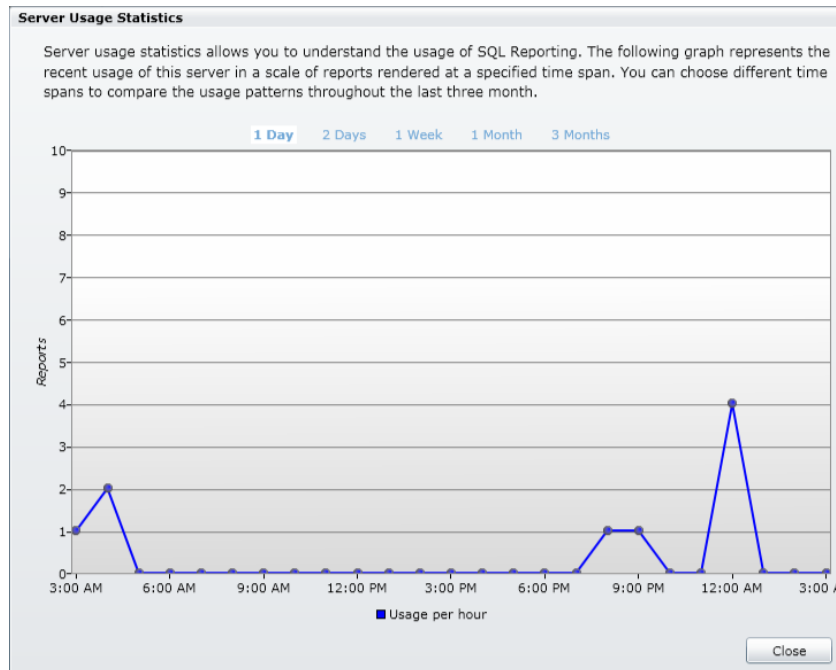 Server Usage Statistics
Server usage statistics allows you to understand the usage of SQL Reporting. The following graph represents the
recent usage of this server in a scale of reports rendered at a specified time span. You can choose different time
spans to compare the usage patterns throughout the last three month.
1 Day 2 Days 1 Week 1 Month 3 Months
10
9
8
7
6
5
4
3
2
1
0
Reports
3:00 AM 6:00 AM 9:00 AM 12:00 PM 3:00 PM 6:00 PM 9:00 PM 12:00 AM 3:00 A
Usage per hour
Close